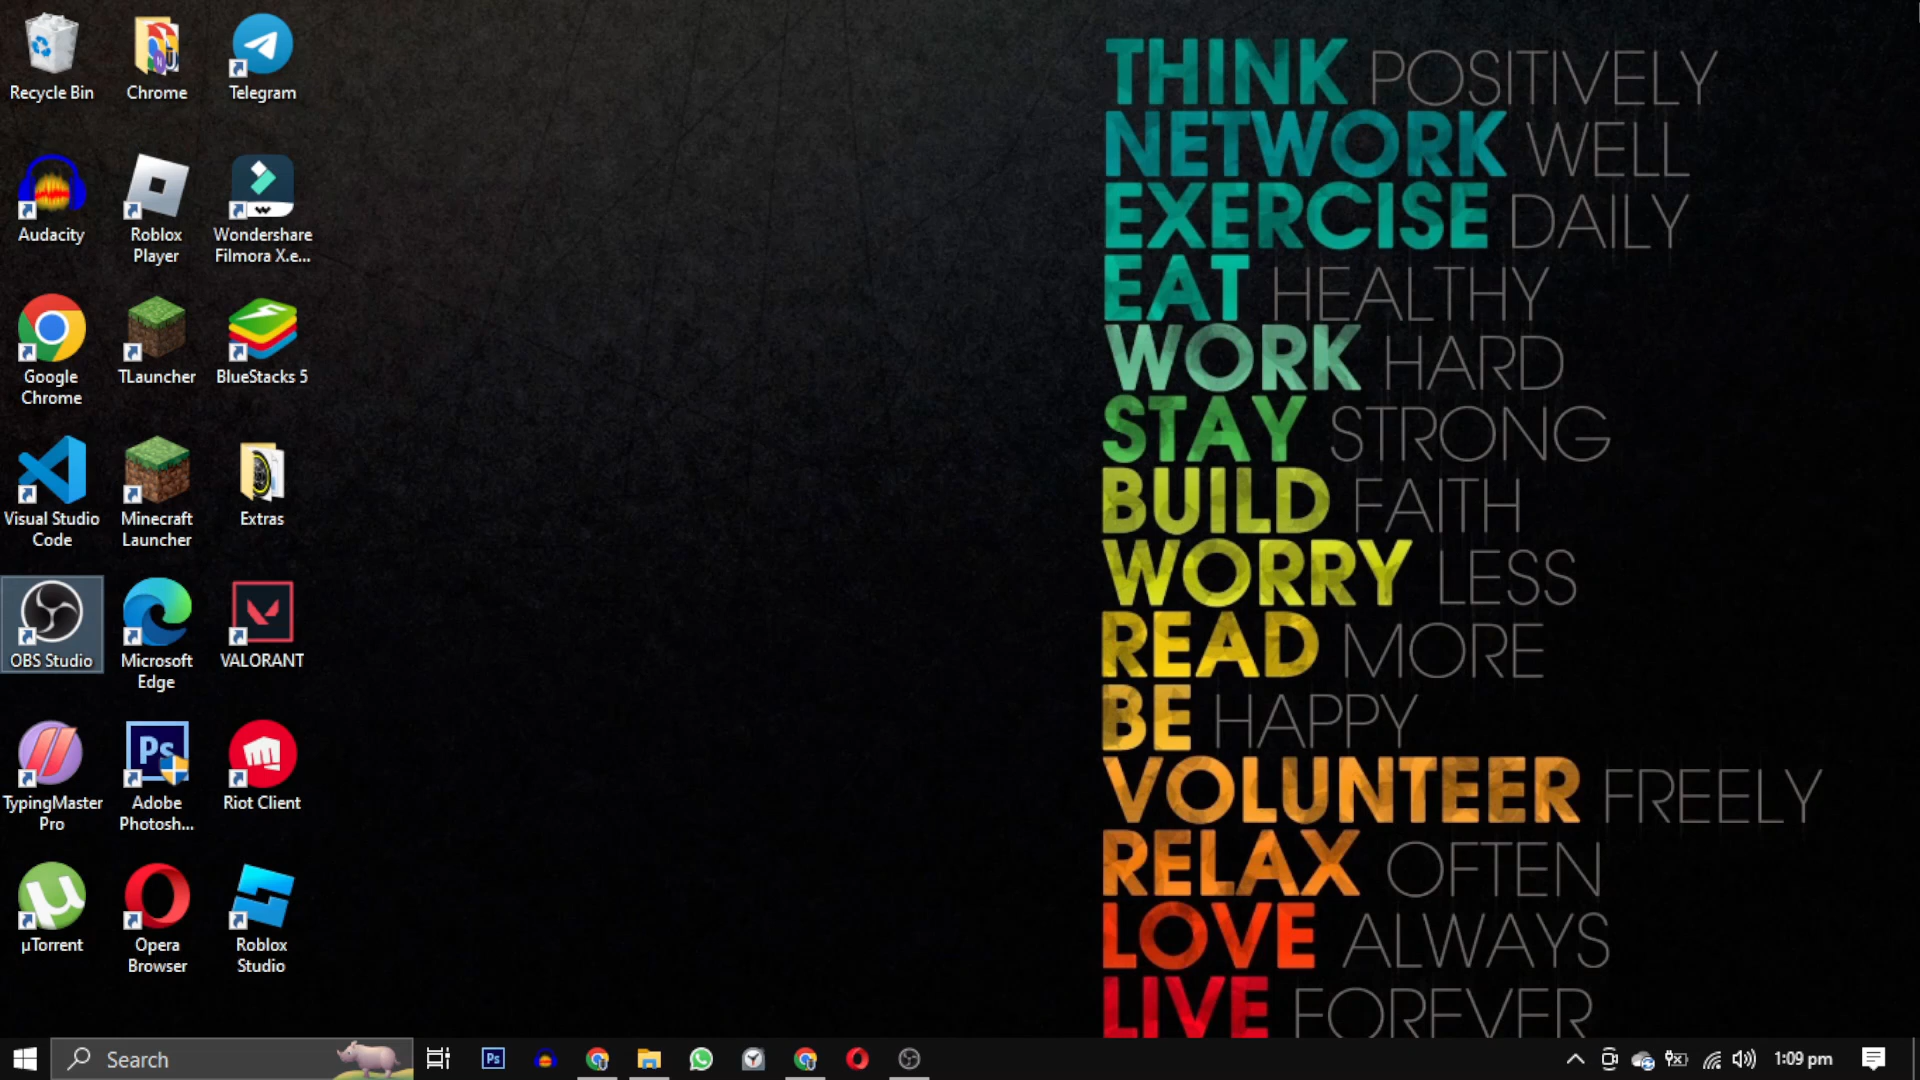 Recycle Bin
Chrome
Telegram
Audacity
Roblox
Player
Wondershare
Filmora X.e...
Google
Chrome
TLauncher
BlueStacks 5
Visual Studio
Code
Minecraft
Launcher
Extras
OBS Studio
Microsoft
Edge
VALORANT
TypingMaster
Pro
Ps
Adobe
Photosh...
Riot Client
µ
µTorrent
Opera
Browser
Roblox
Studio
THINK POSITIVELY
NETWORK WELL
EXERCISE DAILY
EAT HEALTHY
WORK HARD
STAY STRONG
BUILD FAITH
WORRY LESS
READ MORE
BE HAPPY
VOLUNTEER FREELY
RELAX OFTEN
LOVE ALWAYS
LIVE FOREVER
Search
Ps
1:09 pm